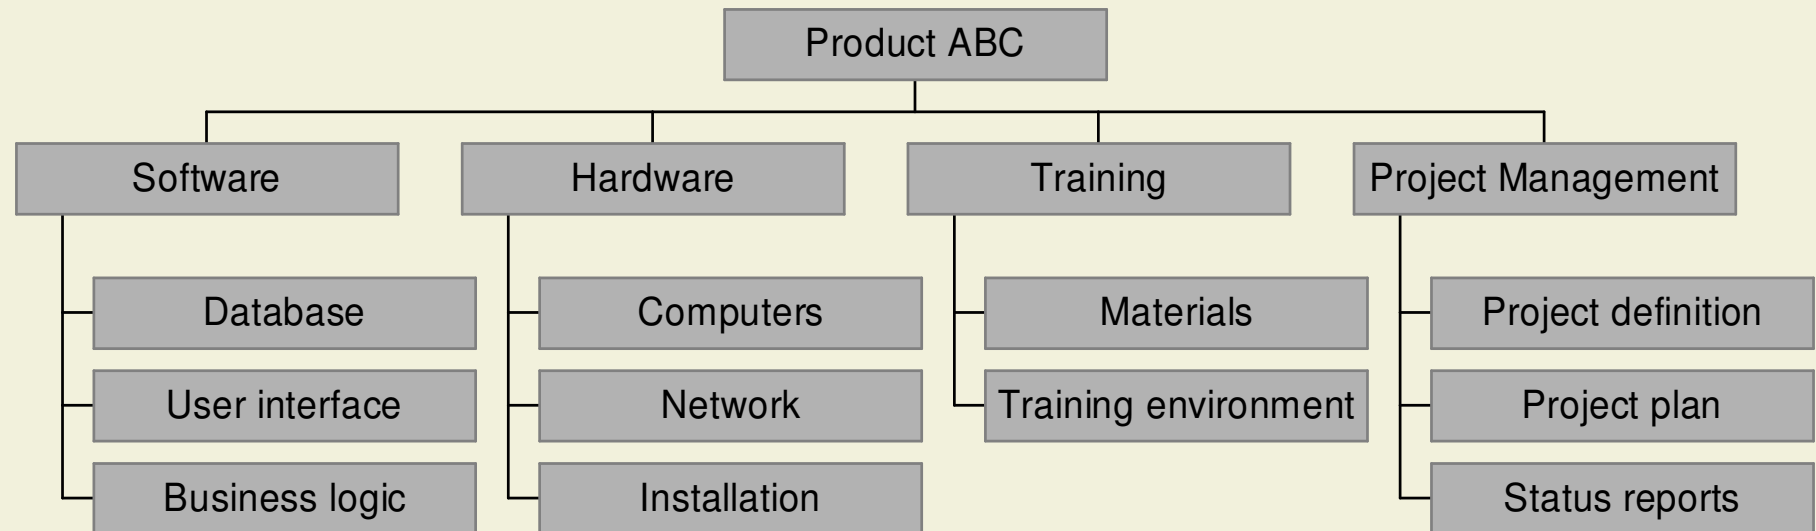 Product ABC
Software
Hardware
Training
Project Management
Database
Computers
Materials
Project definition
User interface
Network
Training environment
Project plan
Business logic
Installation
Status reports